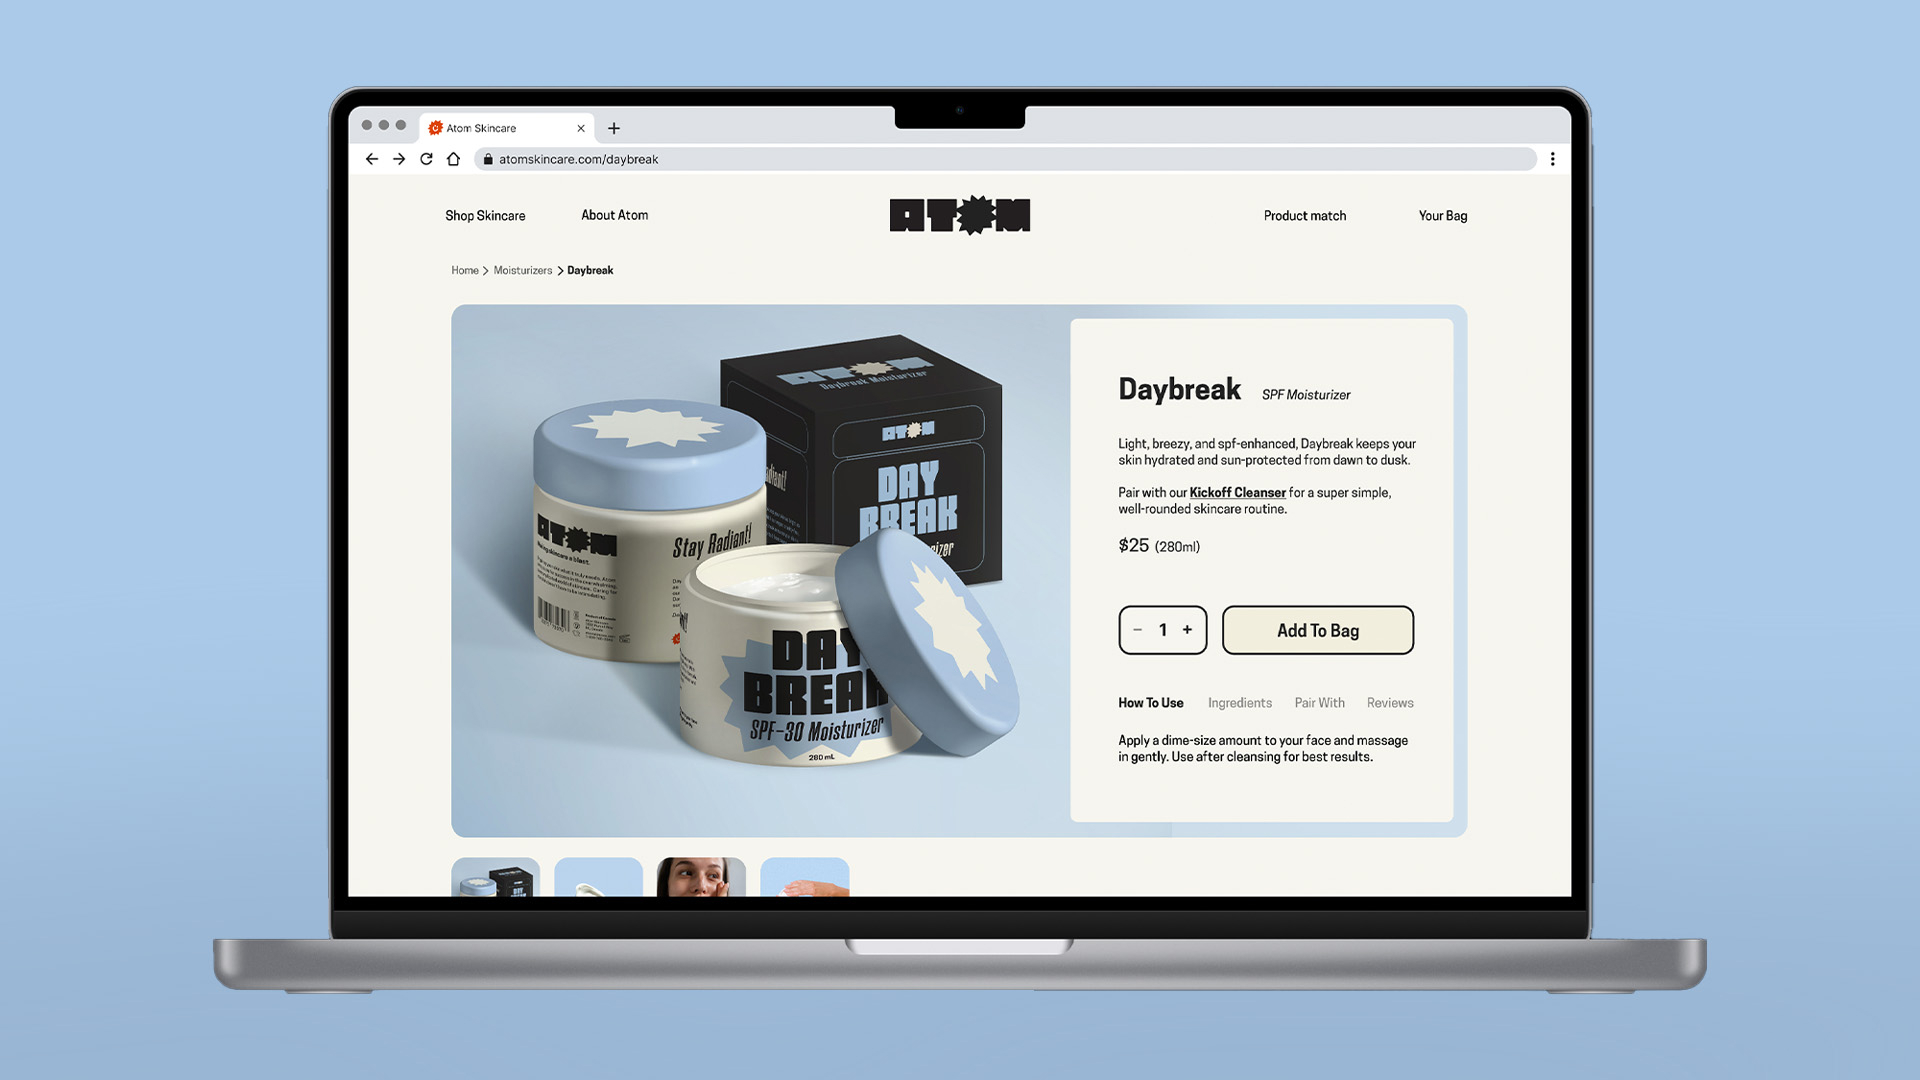 Atom Skincare
atomskincare.com/daybreak
Shop Skincare
About Atom
ATOM
Product match
Your Bag
Home > Moisturizers > Daybreak
ATOM
Daybreak Moisturizer
ATOM
DAY
BREAK
ATOM
Making skincare a blast.
Stay Radiant!
DAY
BREAK
SPF-30 Moisturizer
280 mL
Daybreak SPF Moisturizer
Light, breezy, and spf-enhanced, Daybreak keeps your
skin hydrated and sun-protected from dawn to dusk.
Pair with our Kickoff Cleanser for a super simple,
well-rounded skincare routine.
$25 (280ml)
− 1 +
Add To Bag
How To Use
Ingredients
Pair With
Reviews
Apply a dime-size amount to your face and massage
in gently. Use after cleansing for best results.